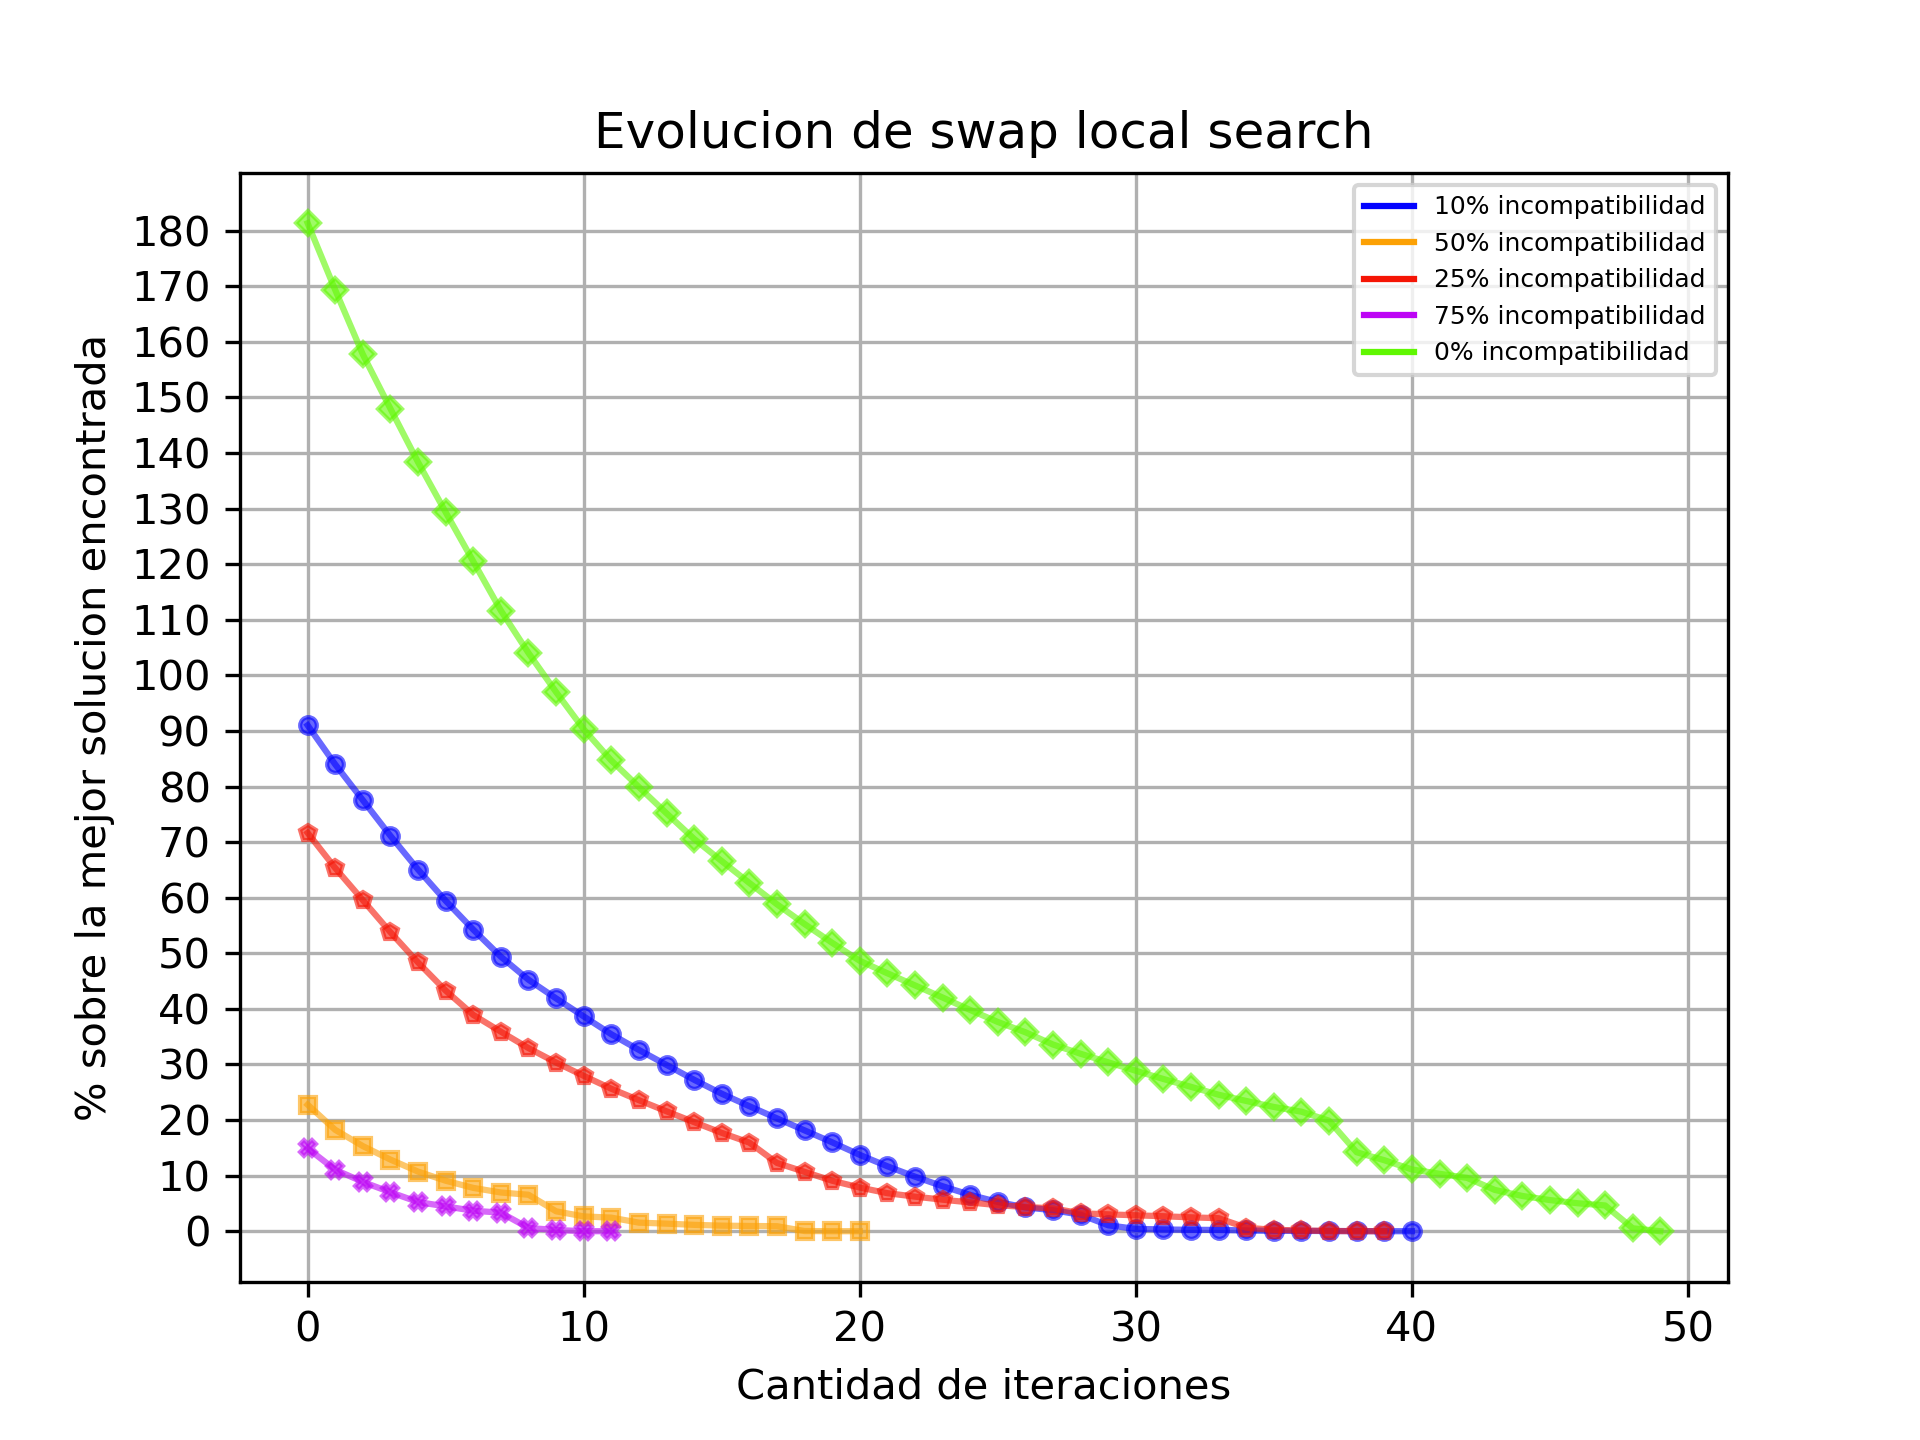 Evolucion de swap local search
% sobre la mejor solucion encontrada
180
170
160
150
140
130
120
110
100
90
80
70
60
50
40
30
20
10
0
10% incompatibilidad
50% incompatibilidad
25% incompatibilidad
75% incompatibilidad
0% incompatibilidad
0 10 20 30 40 50
Cantidad de iteraciones